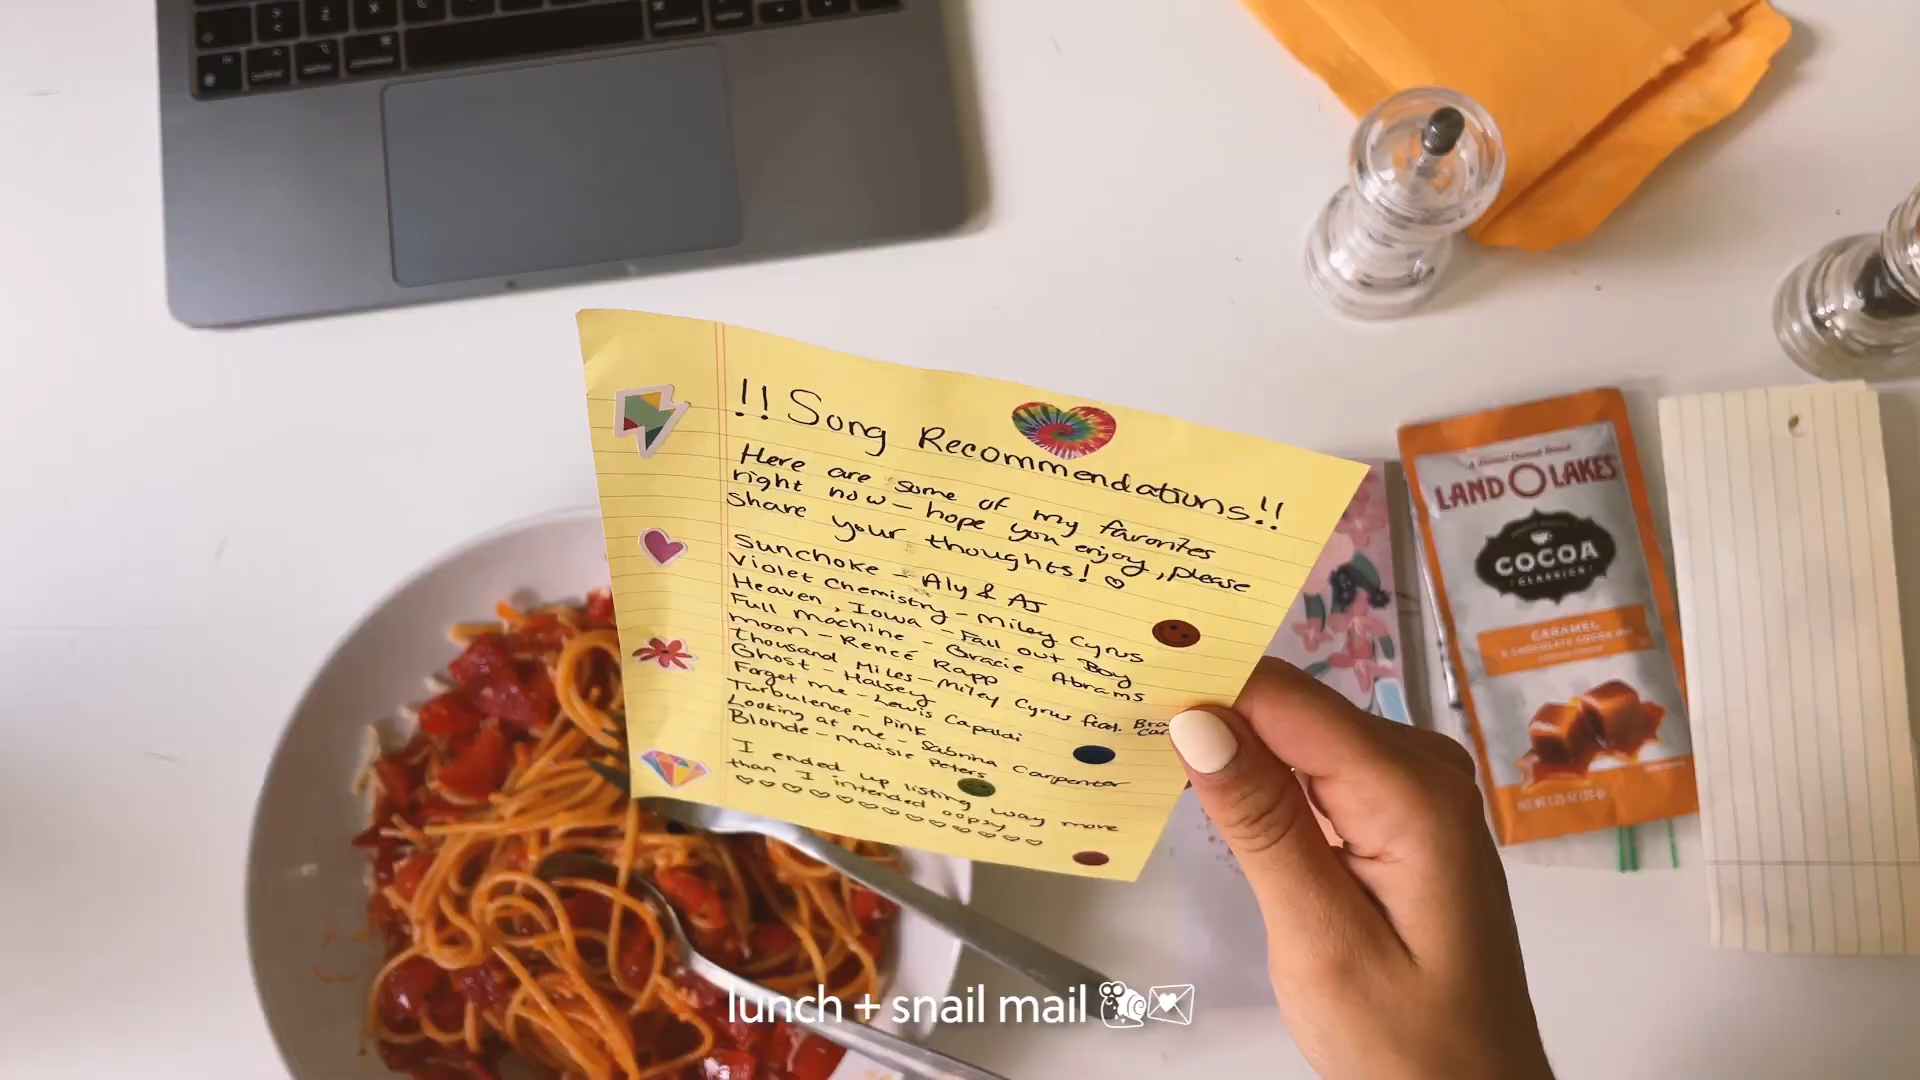 !! Song Recommendations!!
Here are some of my favorites
right now - hope you enjoy, please
share your thoughts! ♡
Sunchoke - Aly & AJ
Violet Chemistry - Miley Cyrus
Heaven, Iowa - Fall out Boy
Full Machine - Gracie Abrams
moon - Reneé Rapp
thousand Miles - Miley Cyrus feat. Bra
Car
Ghost - Halsey
Forget me - Lewis Capaldi
Turbulence - Pink
Looking at me - Sabrina Carpenter
Blonde - maisie Peters
I ended up listing way more
than I intended oopsy
♡♡♡♡♡♡♡♡♡♡♡♡♡
LAND O LAKES
COCOA
CLASSICS
CARAMEL
lunch + snail mail